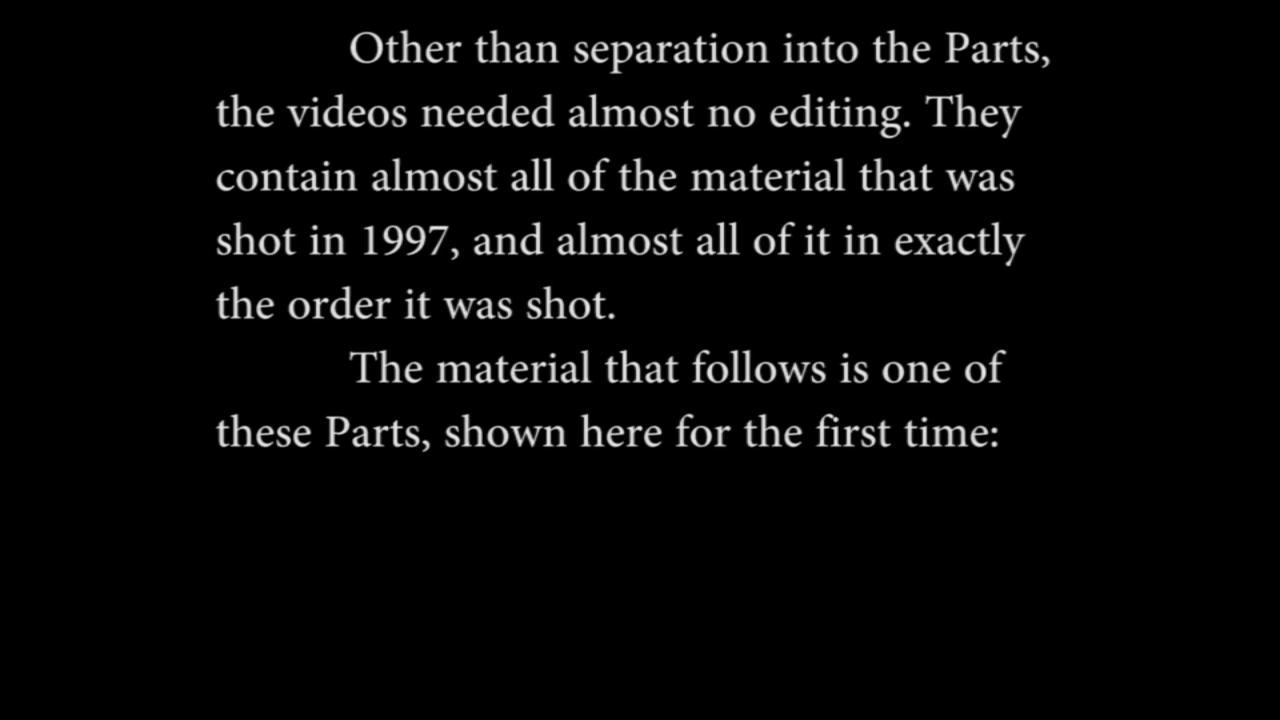 Other than separation into the Parts,
the videos needed almost no editing. They
contain almost all of the material that was
shot in 1997, and almost all of it in exactly
the order it was shot.
The material that follows is one of
these Parts, shown here for the first time: